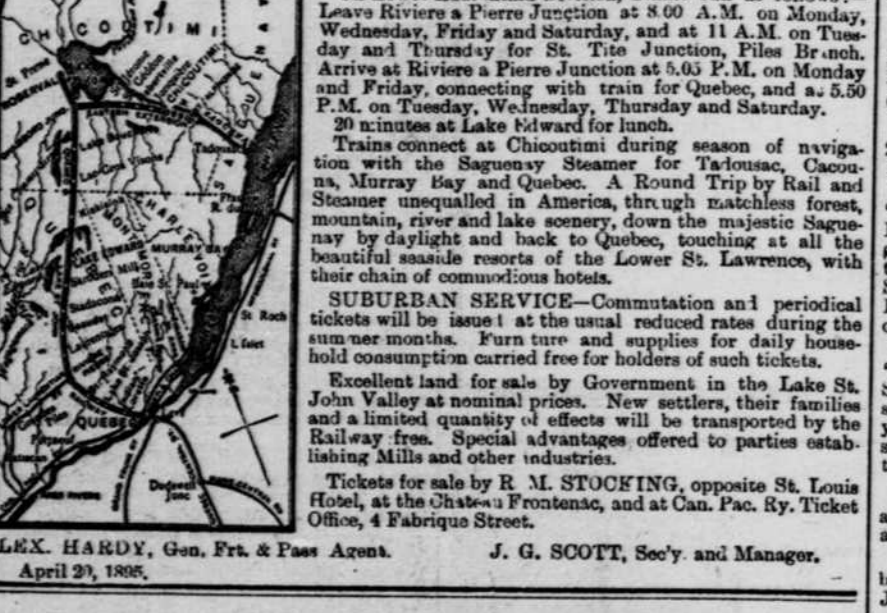 CHICOUTIMI
ROBERVAL
CHICOUTIMI
Tadousac
LAKE EDWARD
MURRAY BAY
CHARLEVOIX
MONTMORENCY
St Roch
L'Islet
QUEBEC
Dudswell
Junc
Leave Riviere a Pierre Junction at 8.00 A.M. on Monday,
Wednesday, Friday and Saturday, and at 11 A.M. on Tues-
day and Thursday for St. Tite Junction, Piles Branch.
Arrive at Riviere a Pierre Junction at 5.05 P.M. on Monday
and Friday, connecting with train for Quebec, and at 5.50
P.M. on Tuesday, Wednesday, Thursday and Saturday.
20 minutes at Lake Edward for lunch.
Trains connect at Chicoutimi during season of naviga-
tion with the Saguenay Steamer for Tadousac, Cacou-
na, Murray Bay and Quebec. A Round Trip by Rail and
Steamer unequalled in America, through matchless forest,
mountain, river and lake scenery, down the majestic Sague-
nay by daylight and back to Quebec, touching at all the
beautiful seaside resorts of the Lower St. Lawrence, with
their chain of commodious hotels.
SUBURBAN SERVICE—Commutation and periodical
tickets will be issued at the usual reduced rates during the
summer months. Furniture and supplies for daily house-
hold consumption carried free for holders of such tickets.
Excellent land for sale by Government in the Lake St.
John Valley at nominal prices. New settlers, their families
and a limited quantity of effects will be transported by the
Railway free. Special advantages offered to parties estab-
lishing Mills and other industries.
Tickets for sale by R. M. STOCKING, opposite St. Louis
Hotel, at the Chateau Frontenac, and at Can. Pac. Ry. Ticket
Office, 4 Fabrique Street.
LEX. HARDY, Gen. Frt. & Pass Agent.
J. G. SCOTT, Sec'y. and Manager.
April 20, 1895.